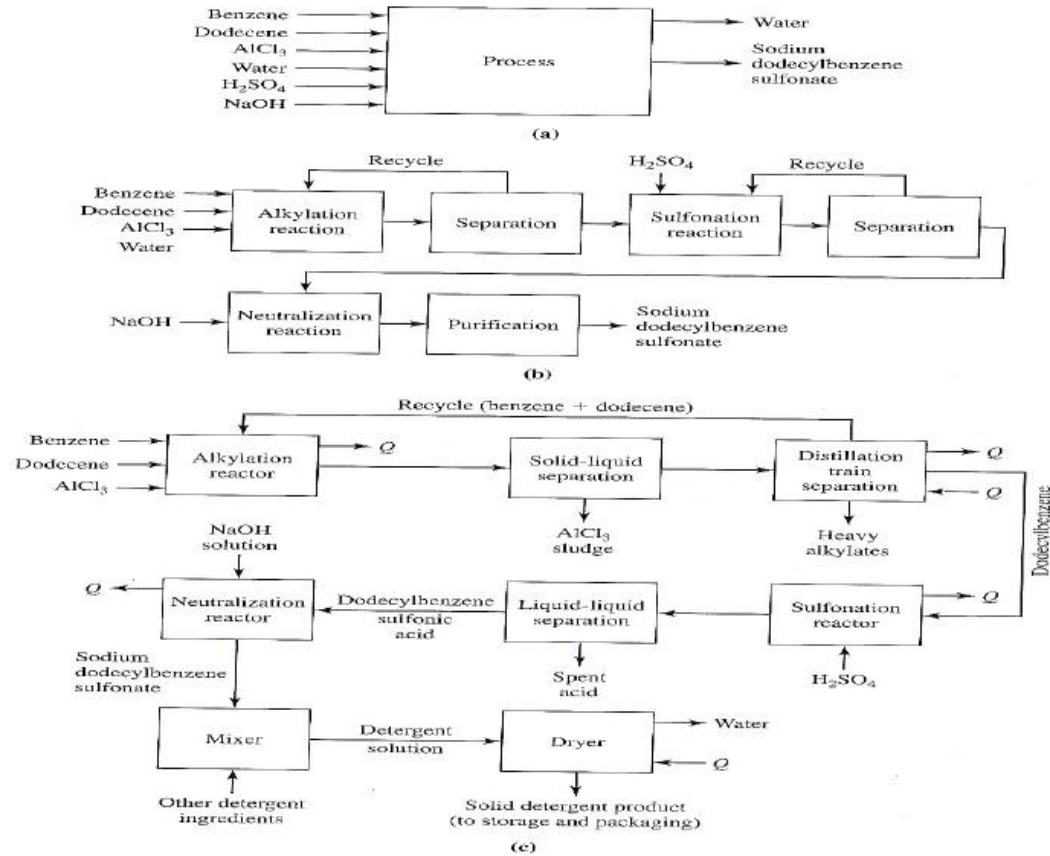 Benzene
Dodecene
AlCl₃
Water
H₂SO₄
NaOH
Process
Water
Sodium
dodecylbenzene
sulfonate
(a)
Recycle
H₂SO₄
Recycle
Benzene
Dodecene
AlCl₃
Water
Alkylation
reaction
Separation
Sulfonation
reaction
Separation
NaOH
Neutralization
reaction
Purification
Sodium
dodecylbenzene
sulfonate
(b)
Recycle (benzene + dodecene)
Benzene
Dodecene
AlCl₃
Alkylation
reactor
Q
Solid-liquid
separation
Distillation
train
separation
Q
Q
AlCl₃
sludge
Heavy
alkylates
Dodecylbenzene
NaOH
solution
Q
Neutralization
reactor
Dodecylbenzene
sulfonic
acid
Liquid-liquid
separation
Sulfonation
reactor
Q
Spent
acid
H₂SO₄
Sodium
dodecylbenzene
sulfonate
Mixer
Detergent
solution
Dryer
Water
Q
Other detergent
ingredients
Solid detergent product
(to storage and packaging)
(c)